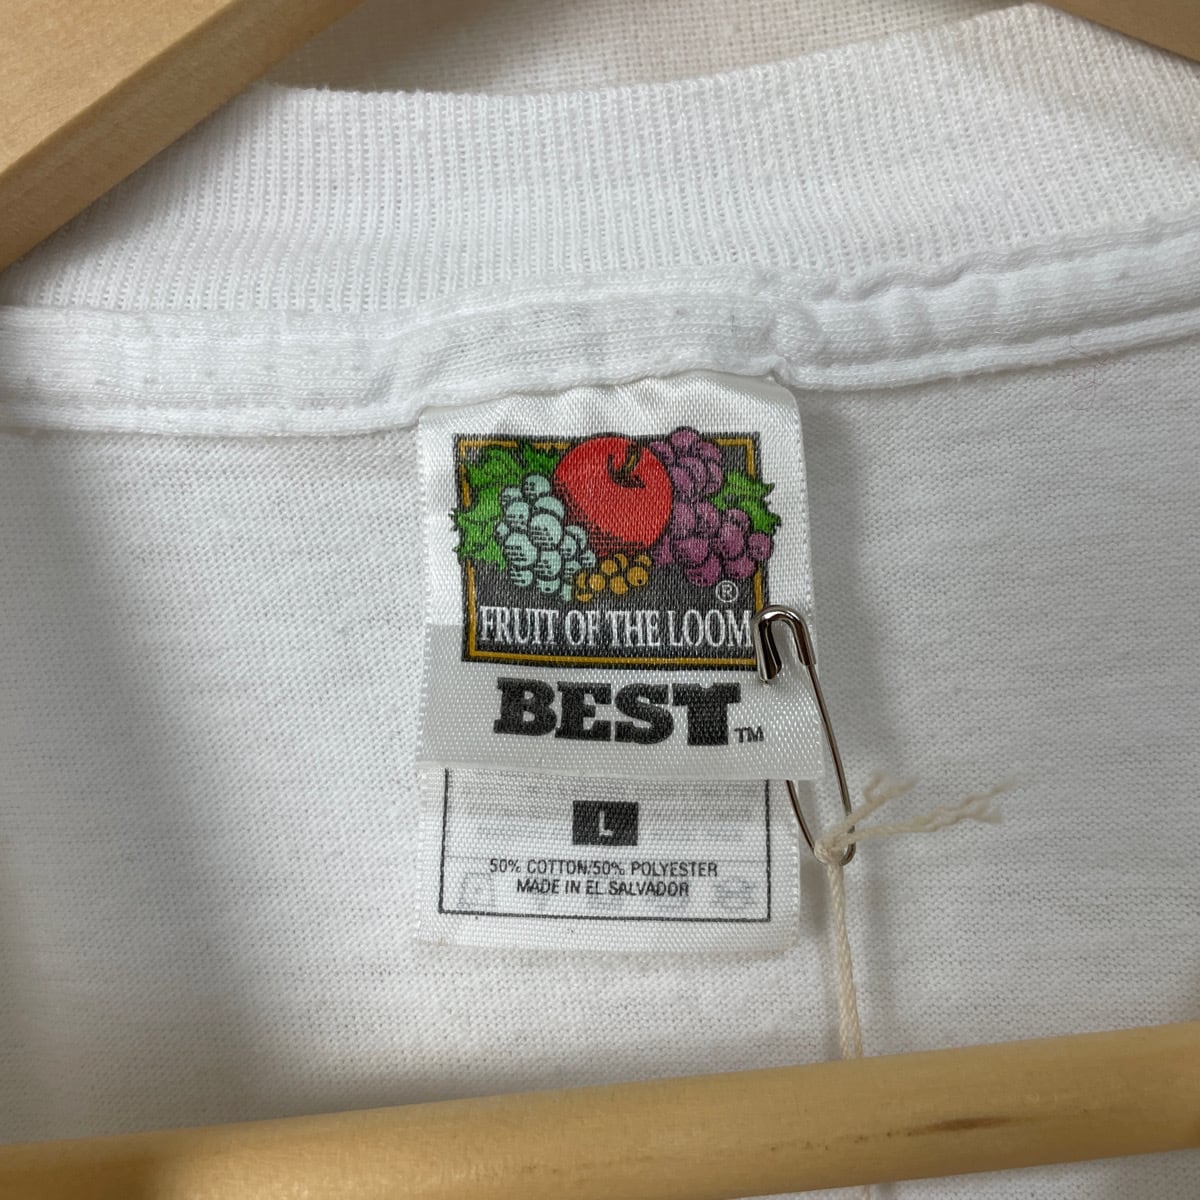 ®
FRUIT OF THE LOOM
BEST™
L
50% COTTON/50% POLYESTER
MADE IN EL SALVADOR